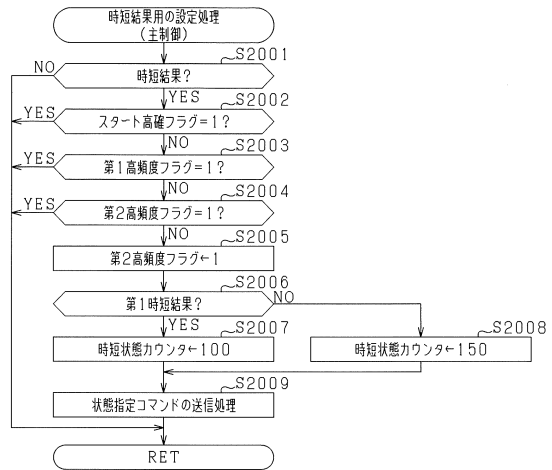 時短結果用の設定処理
(主制御)
S2001
NO
時短結果?
YES
S2002
YES
スタート高確フラグ=1?
NO
S2003
YES
第1高頻度フラグ=1?
NO
S2004
YES
第2高頻度フラグ=1?
NO
S2005
第2高頻度フラグ←1
S2006
第1時短結果?
NO
YES
S2007
時短状態カウンタ←100
S2008
時短状態カウンタ←150
S2009
状態指定コマンドの送信処理
RET